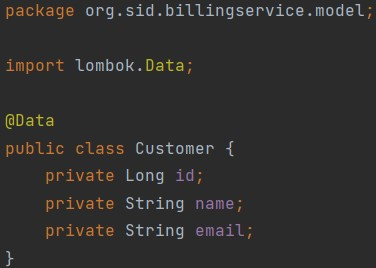 package org.sid.billingservice.model;
import lombok.Data;
@Data
public class Customer {
    private Long id;
    private String name;
    private String email;
}